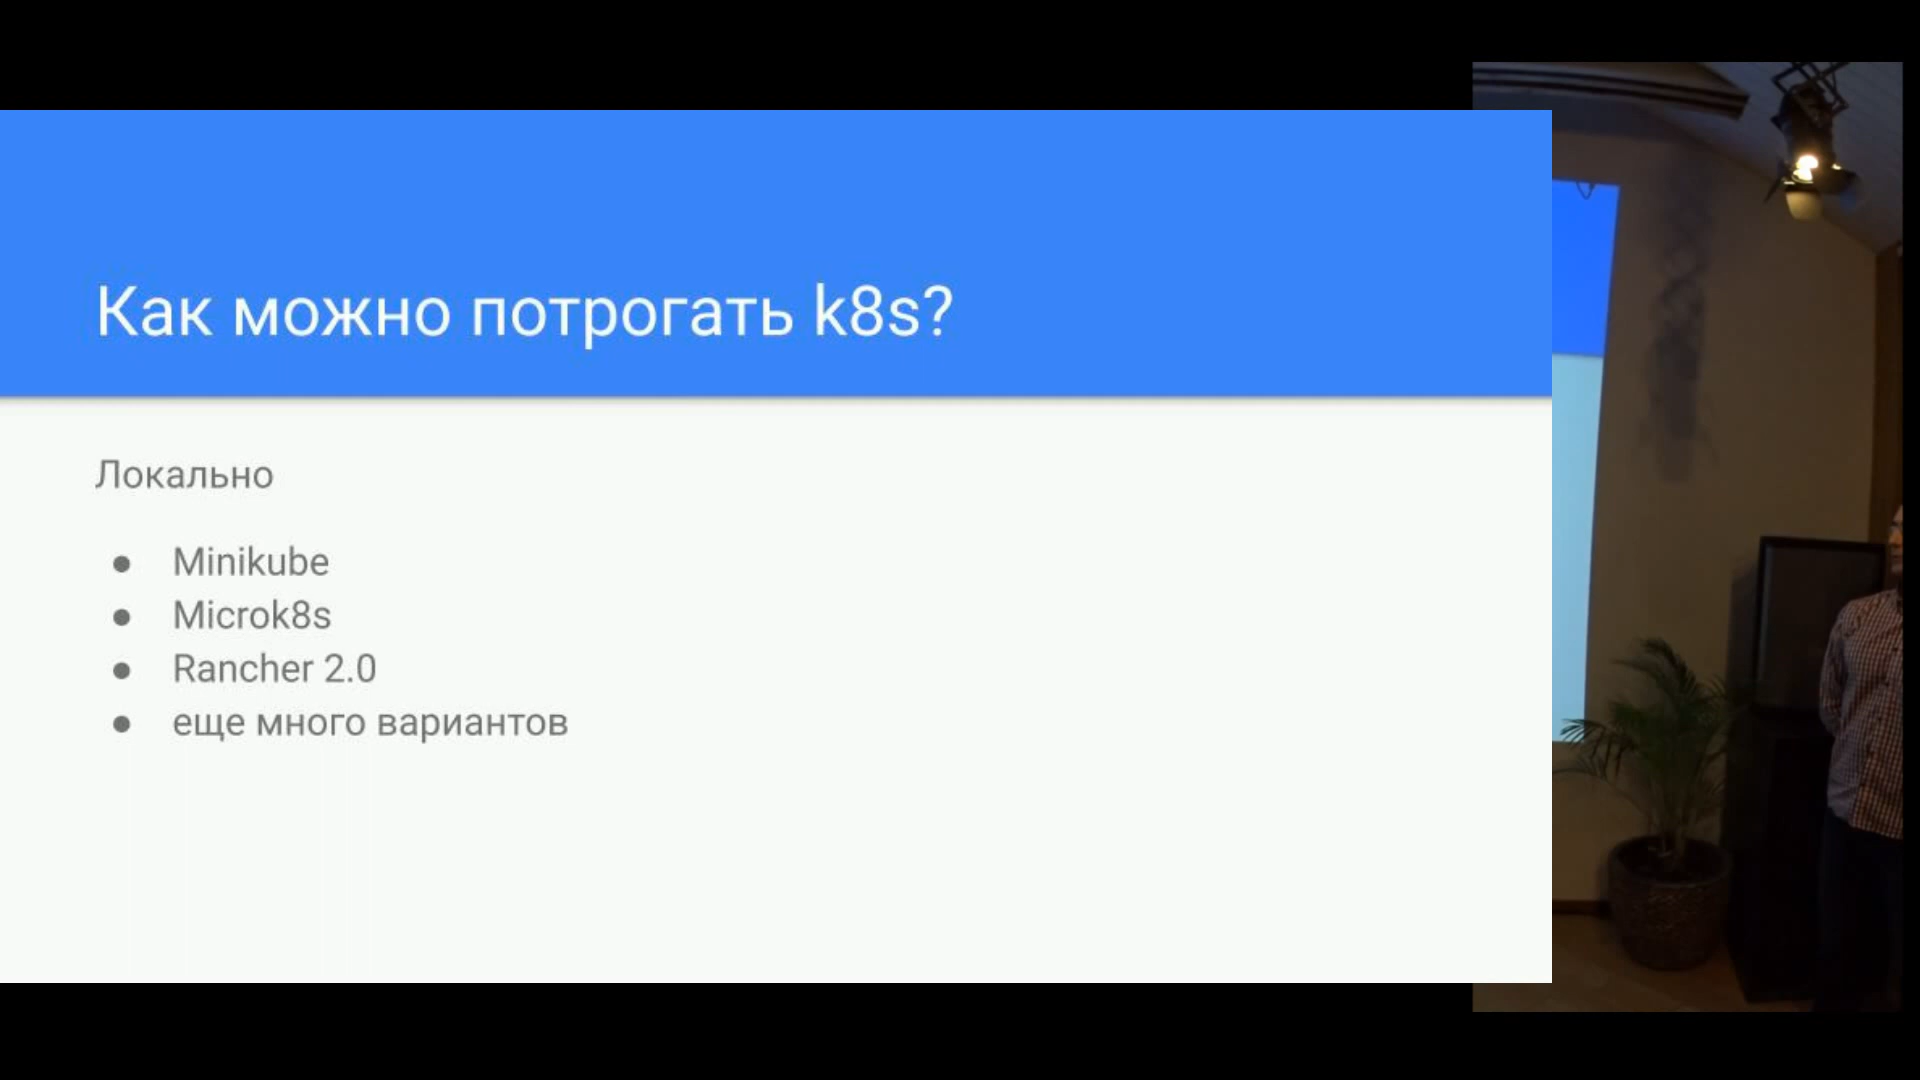 Как можно потрогать k8s?
Локально
● Minikube
● Microk8s
● Rancher 2.0
● еще много вариантов